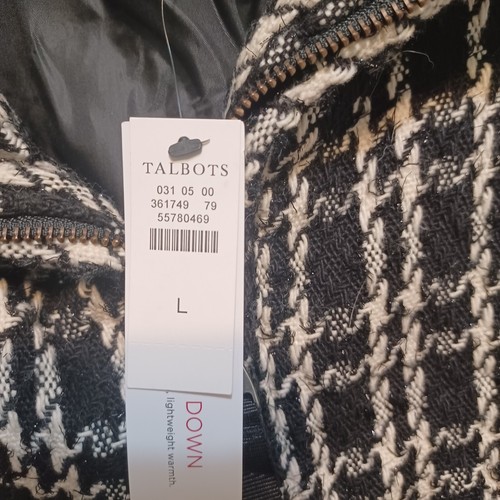 TALBOTS
031 05 00
361749 79
55780469
L
DOWN
lightweight warmth.